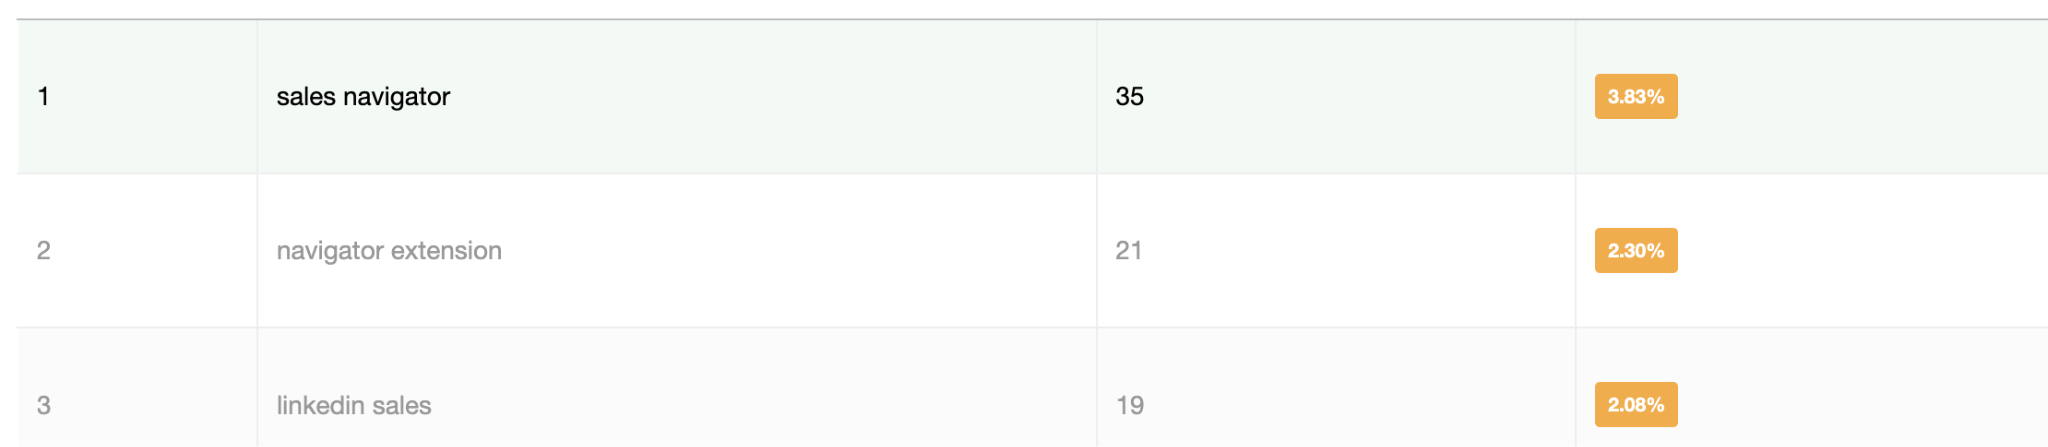 1 sales navigator 35 3.83%
2 navigator extension 21 2.30%
3 linkedin sales 19 2.08%